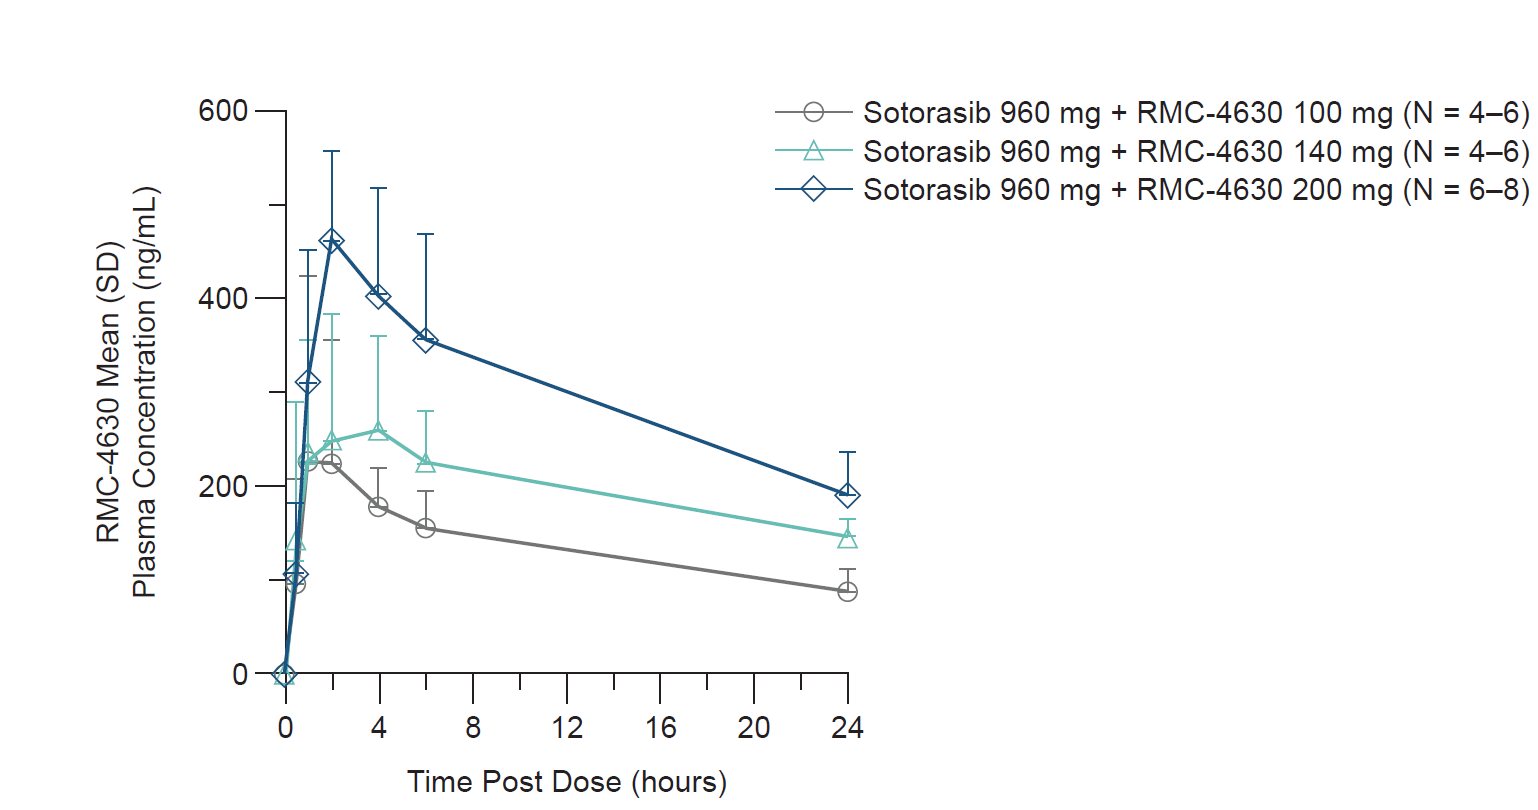 600
400
200
0
RMC-4630 Mean (SD)
Plasma Concentration (ng/mL)
Sotorasib 960 mg + RMC-4630 100 mg (N = 4–6)
Sotorasib 960 mg + RMC-4630 140 mg (N = 4–6)
Sotorasib 960 mg + RMC-4630 200 mg (N = 6–8)
0 4 8 12 16 20 24
Time Post Dose (hours)